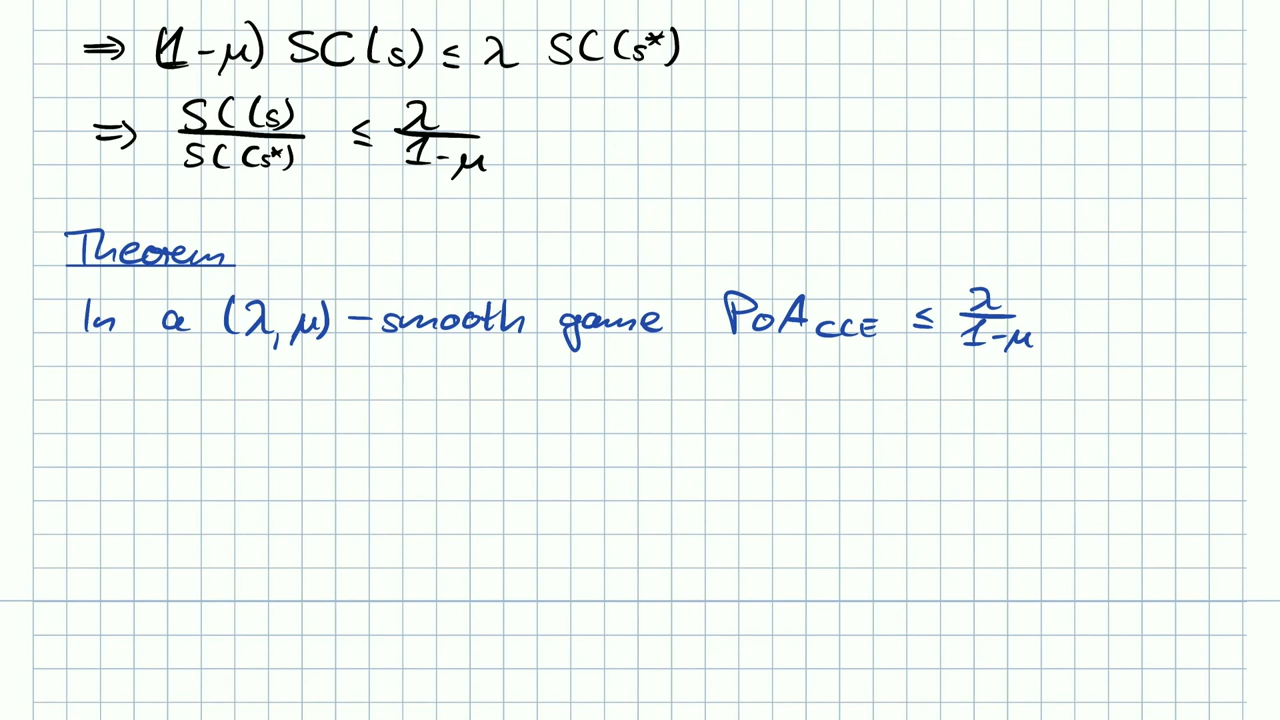 ⇒ (1-μ) SC(s) ≤ λ SC(s*)
⇒ SC(s)/SC(s*) ≤ λ/(1-μ)
Theorem
In a (λ,μ)-smooth game PoA_CCE ≤ λ/(1-μ)